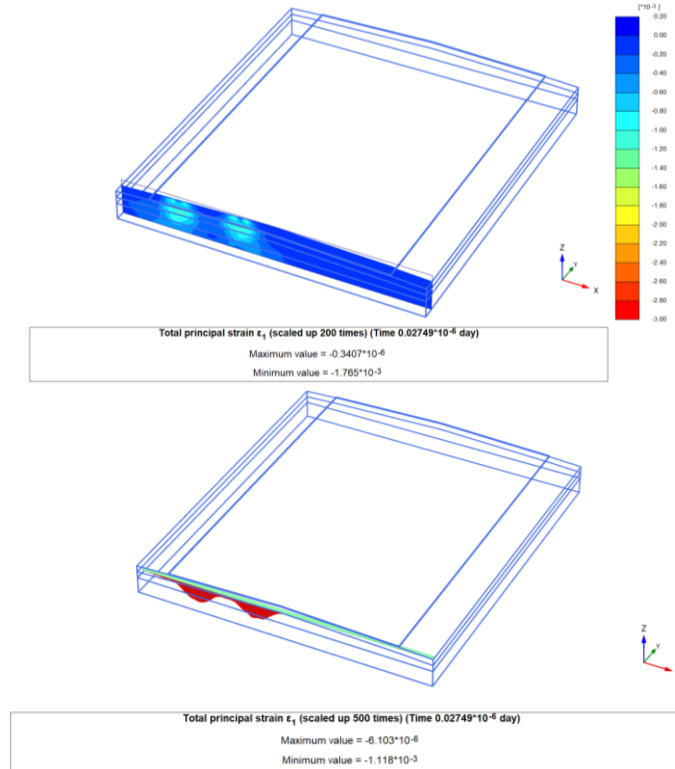 [*10-3 ]
0.20
0.00
-0.20
-0.40
-0.60
-0.80
-1.00
-1.20
-1.40
-1.60
-1.80
-2.00
-2.20
-2.40
-2.60
-2.80
-3.00
Z
Y
X
Total principal strain ε1 (scaled up 200 times) (Time 0.02749*10-6 day)
Maximum value = -0.3407*10-6
Minimum value = -1.765*10-3
Z
Y
Total principal strain ε1 (scaled up 500 times) (Time 0.02749*10-6 day)
Maximum value = -6.103*10-6
Minimum value = -1.118*10-3